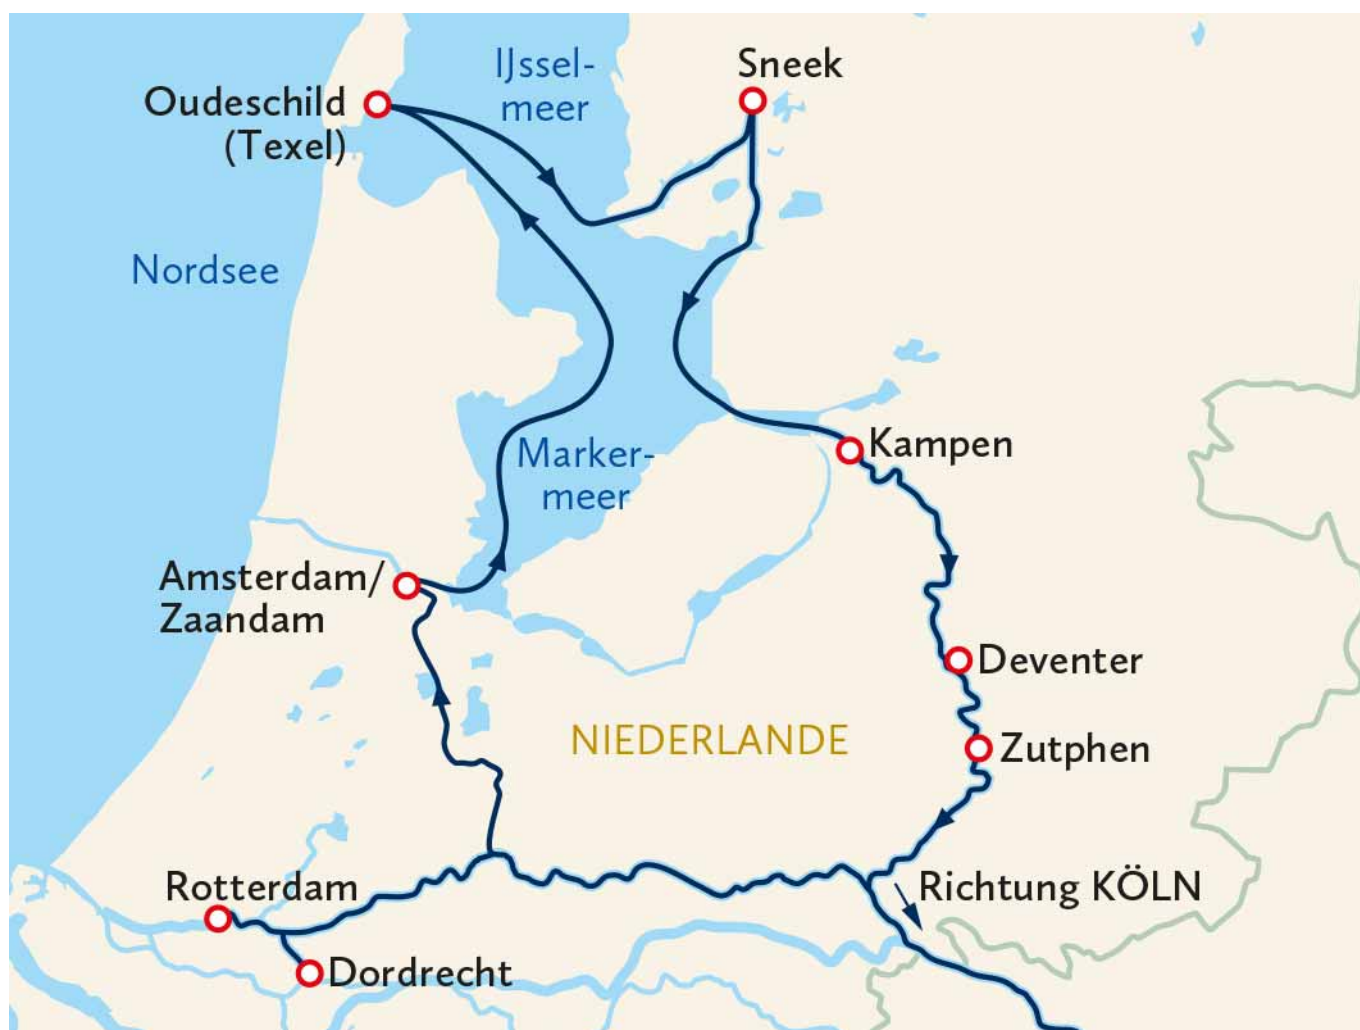 IJssel-
meer
Sneek
Oudeschild
(Texel)
Nordsee
Kampen
Marker-
meer
Amsterdam/
Zaandam
Deventer
NIEDERLANDE
Zutphen
Rotterdam
Richtung KÖLN
Dordrecht